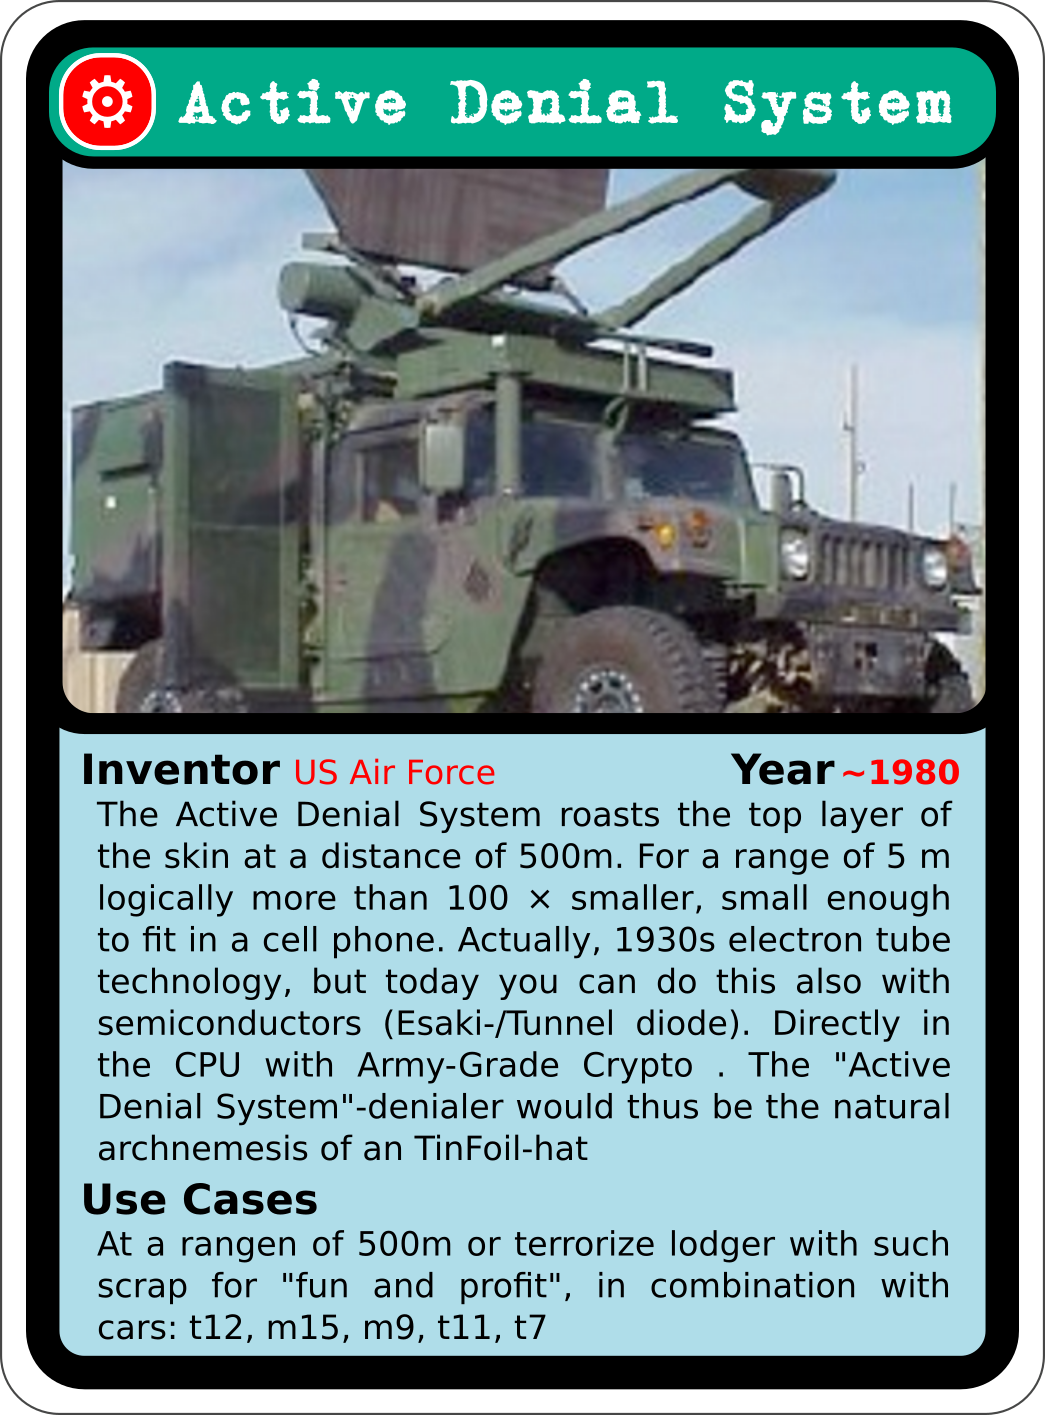 Active Denial System
Inventor US Air Force Year ~1980
The Active Denial System roasts the top layer of
the skin at a distance of 500m. For a range of 5 m
logically more than 100 × smaller, small enough
to fit in a cell phone. Actually, 1930s electron tube
technology, but today you can do this also with
semiconductors (Esaki-/Tunnel diode). Directly in
the CPU with Army-Grade Crypto . The "Active
Denial System"-denialer would thus be the natural
archnemesis of an TinFoil-hat
Use Cases
At a rangen of 500m or terrorize lodger with such
scrap for "fun and profit", in combination with
cars: t12, m15, m9, t11, t7